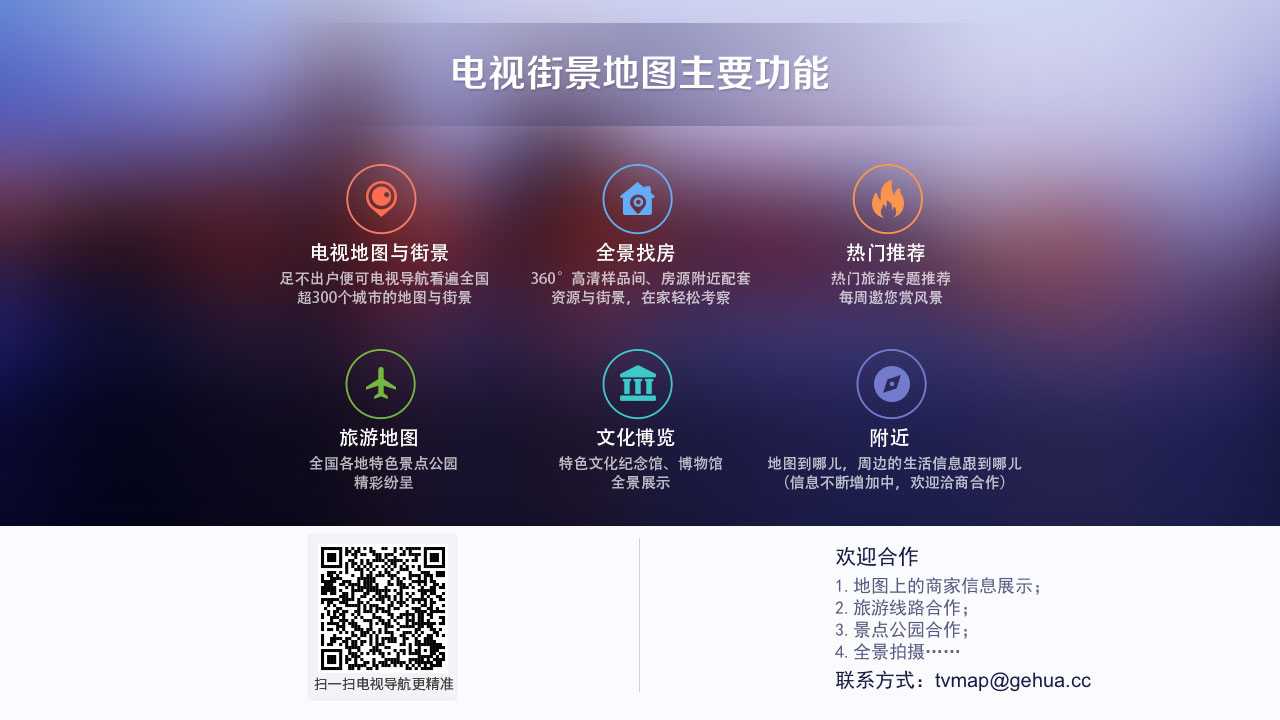 电视街景地图主要功能
电视地图与街景
足不出户便可电视导航看遍全国
超300个城市的地图与街景
全景找房
360°高清样品间、房源附近配套
资源与街景，在家轻松考察
热门推荐
热门旅游专题推荐
每周邀您赏风景
旅游地图
全国各地特色景点公园
精彩纷呈
文化博览
特色文化纪念馆、博物馆
全景展示
附近
地图到哪儿，周边的生活信息跟到哪儿
（信息不断增加中，欢迎洽商合作）
扫一扫电视导航更精准
欢迎合作
1. 地图上的商家信息展示；
2. 旅游线路合作；
3. 景点公园合作；
4. 全景拍摄……
联系方式：tvmap@gehua.cc